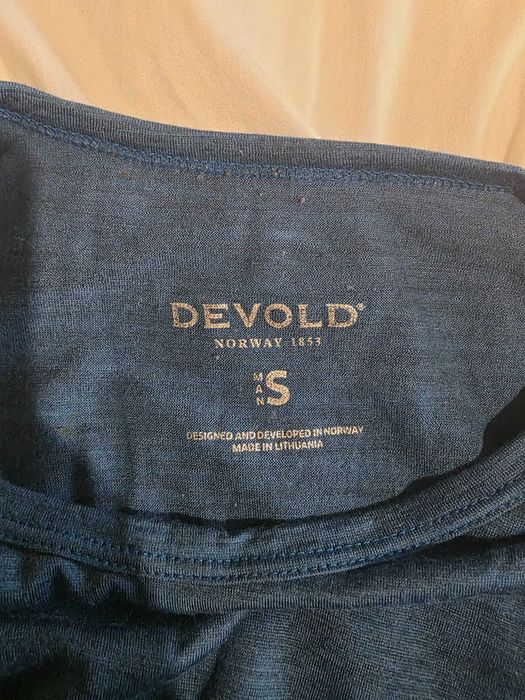 DEVOLD®
NORWAY 1853
MAN S
DESIGNED AND DEVELOPED IN NORWAY
MADE IN LITHUANIA